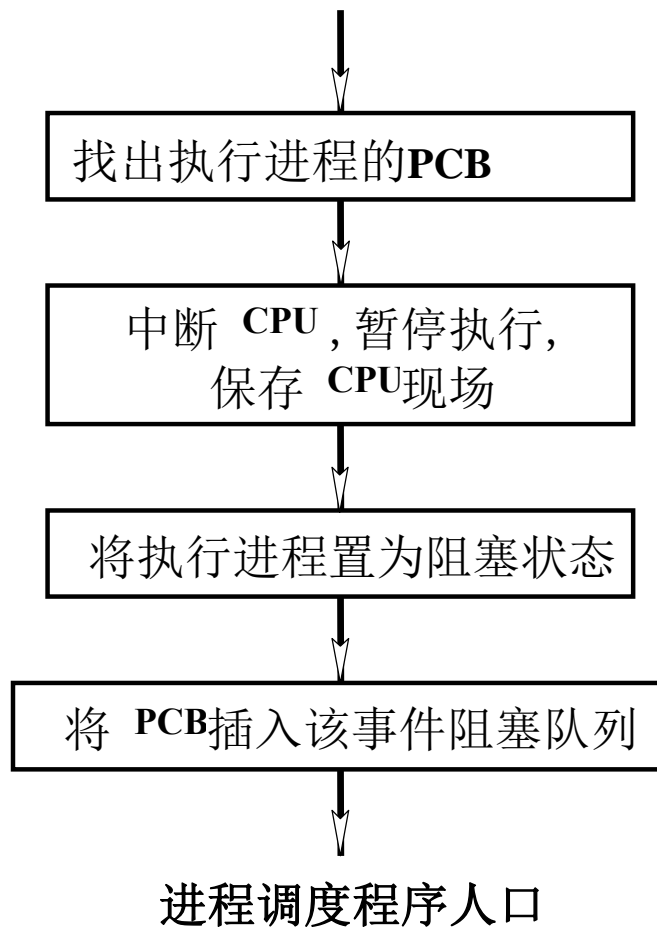 找出执行进程的PCB
中断 CPU ,暂停执行,
保存 CPU现场
将执行进程置为阻塞状态
将 PCB插入该事件阻塞队列
进程调度程序人口